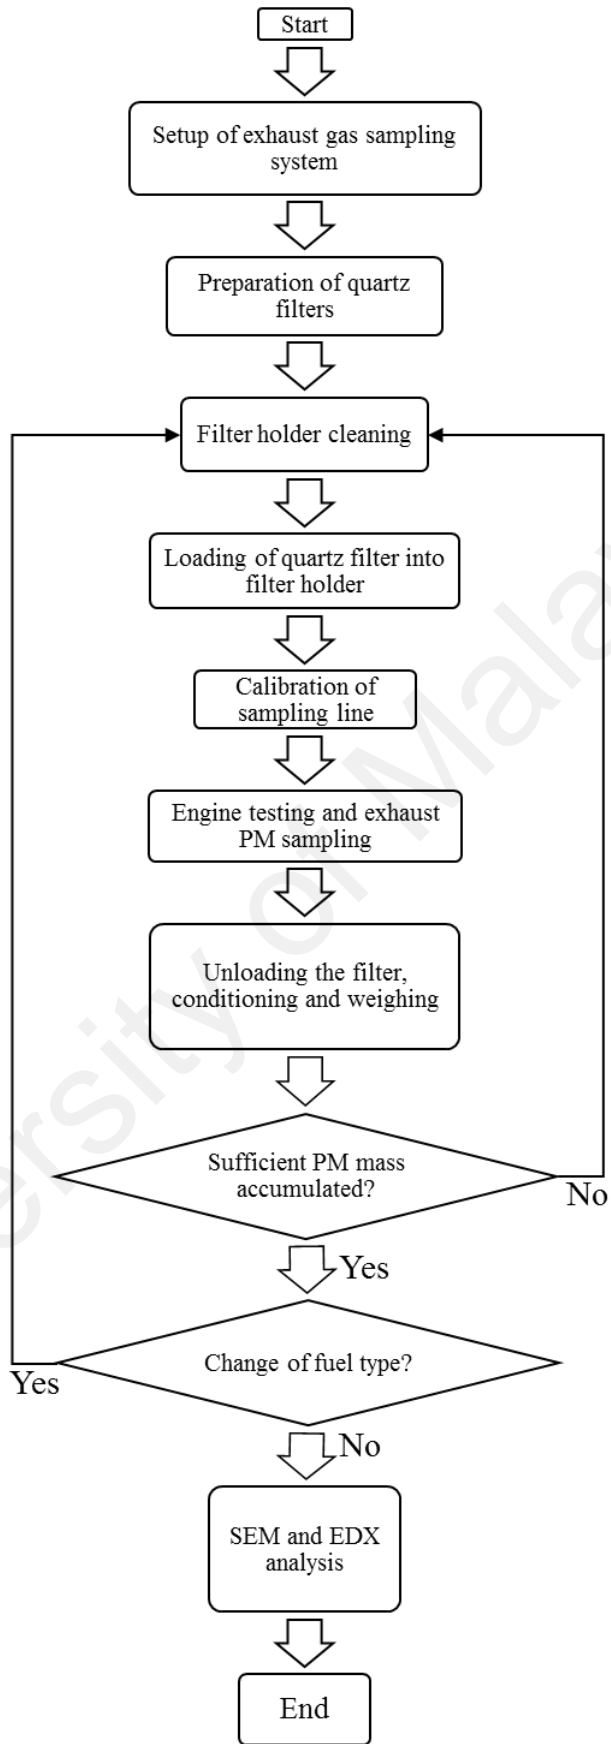 Start
Setup of exhaust gas sampling
system
Preparation of quartz
filters
Filter holder cleaning
Loading of quartz filter into
filter holder
Calibration of
sampling line
Engine testing and exhaust
PM sampling
Unloading the filter,
conditioning and weighing
Sufficient PM mass
accumulated?
No
Yes
Change of fuel type?
Yes
No
SEM and EDX
analysis
End